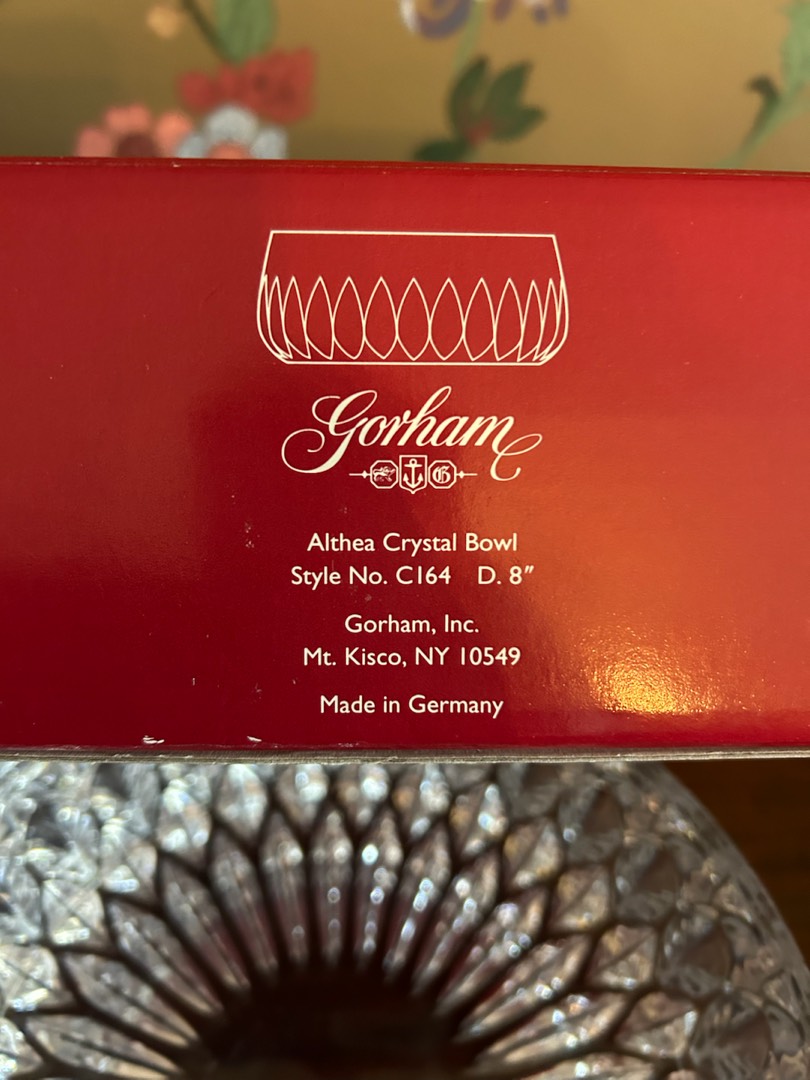 Gorham
Althea Crystal Bowl
Style No. C164 D. 8″
Gorham, Inc.
Mt. Kisco, NY 10549
Made in Germany